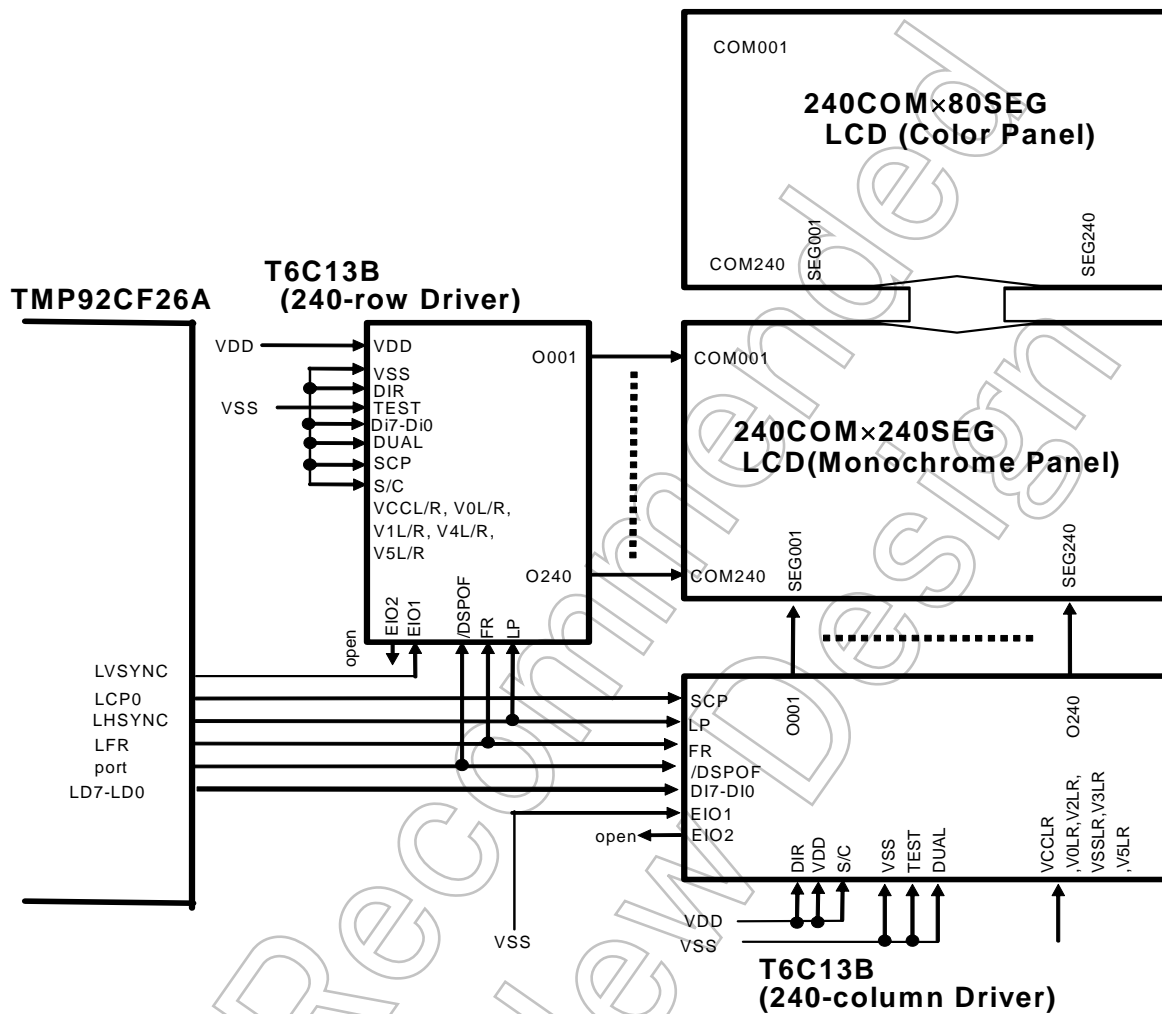 COM001
240COM×80SEG
LCD (Color Panel)
COM240
SEG001
SEG240
TMP92CF26A
T6C13B
(240-row Driver)
VDD
VSS
VDD
VSS
DIR
TEST
Di7-Di0
DUAL
SCP
S/C
VCCL/R, V0L/R,
V1L/R, V4L/R,
V5L/R
O001
O240
open
EIO2
EIO1
/DSPOF
FR
LP
COM001
240COM×240SEG
LCD(Monochrome Panel)
COM240
SEG001
SEG240
LVSYNC
LCP0
LHSYNC
LFR
port
LD7-LD0
SCP
LP
FR
/DSPOF
DI7-DI0
EIO1
open
EIO2
O001
O240
DIR
VDD
S/C
VSS
TEST
DUAL
VCCLR
,V0LR,V2LR,
VSSLR,V3LR
,V5LR
VSS
VDD
VSS
T6C13B
(240-column Driver)
Recommended
New Design